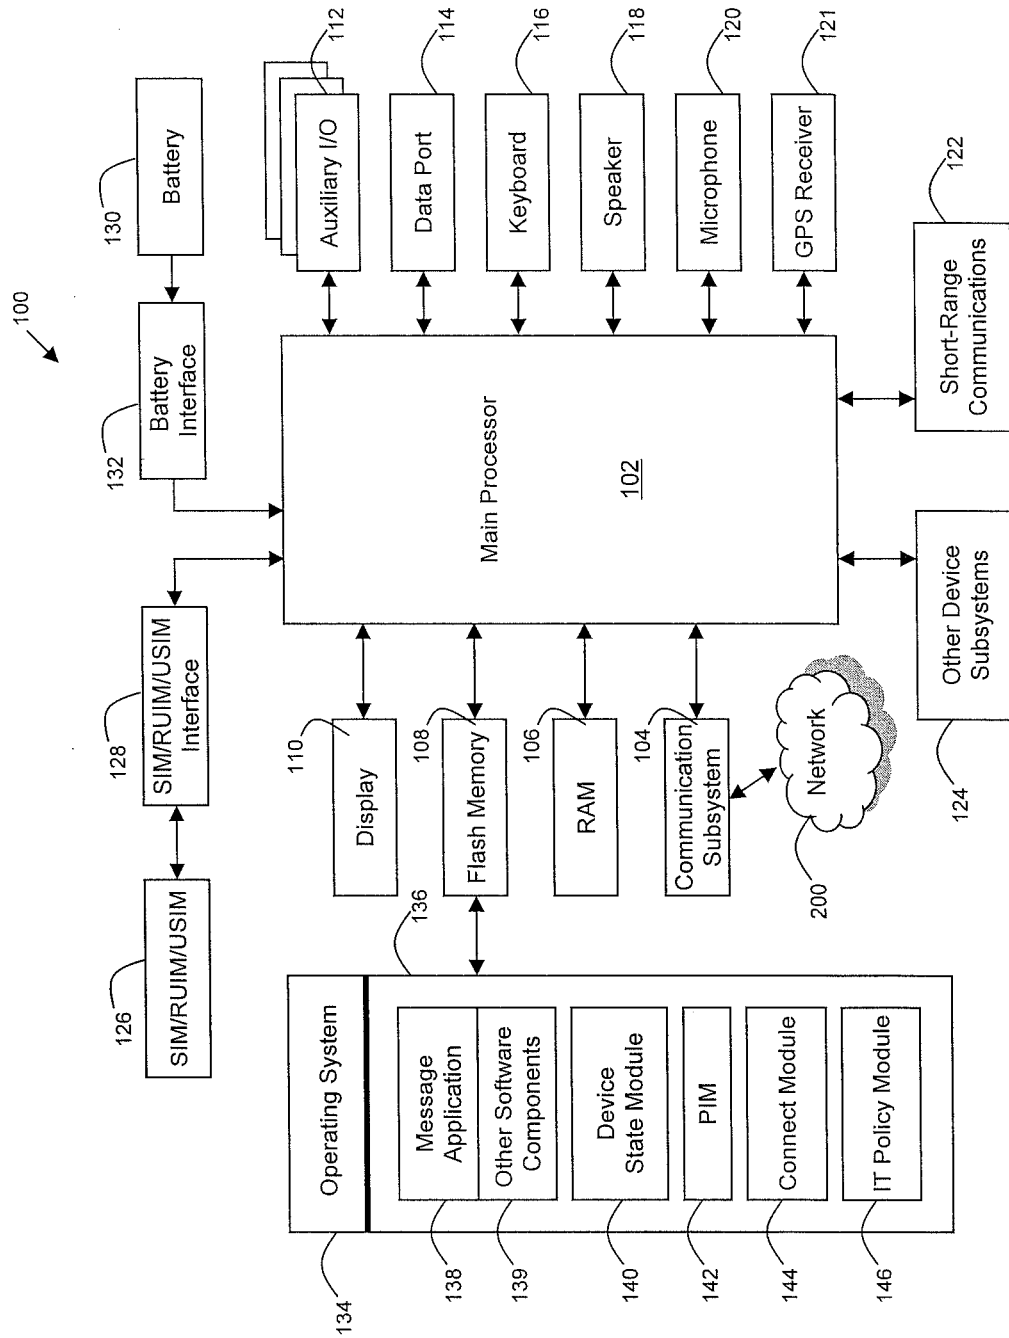 100
126
SIM/RUIM/USIM
128
SIM/RUIM/USIM
Interface
132
Battery
Interface
130
Battery
134
Operating System
136
138
Message
Application
139
Other Software
Components
140
Device
State Module
142
PIM
144
Connect Module
146
IT Policy Module
110
Display
108
Flash Memory
106
RAM
104
Communication
Subsystem
200
Network
Main Processor
102
112
Auxiliary I/O
114
Data Port
116
Keyboard
118
Speaker
120
Microphone
121
GPS Receiver
124
Other Device
Subsystems
122
Short-Range
Communications